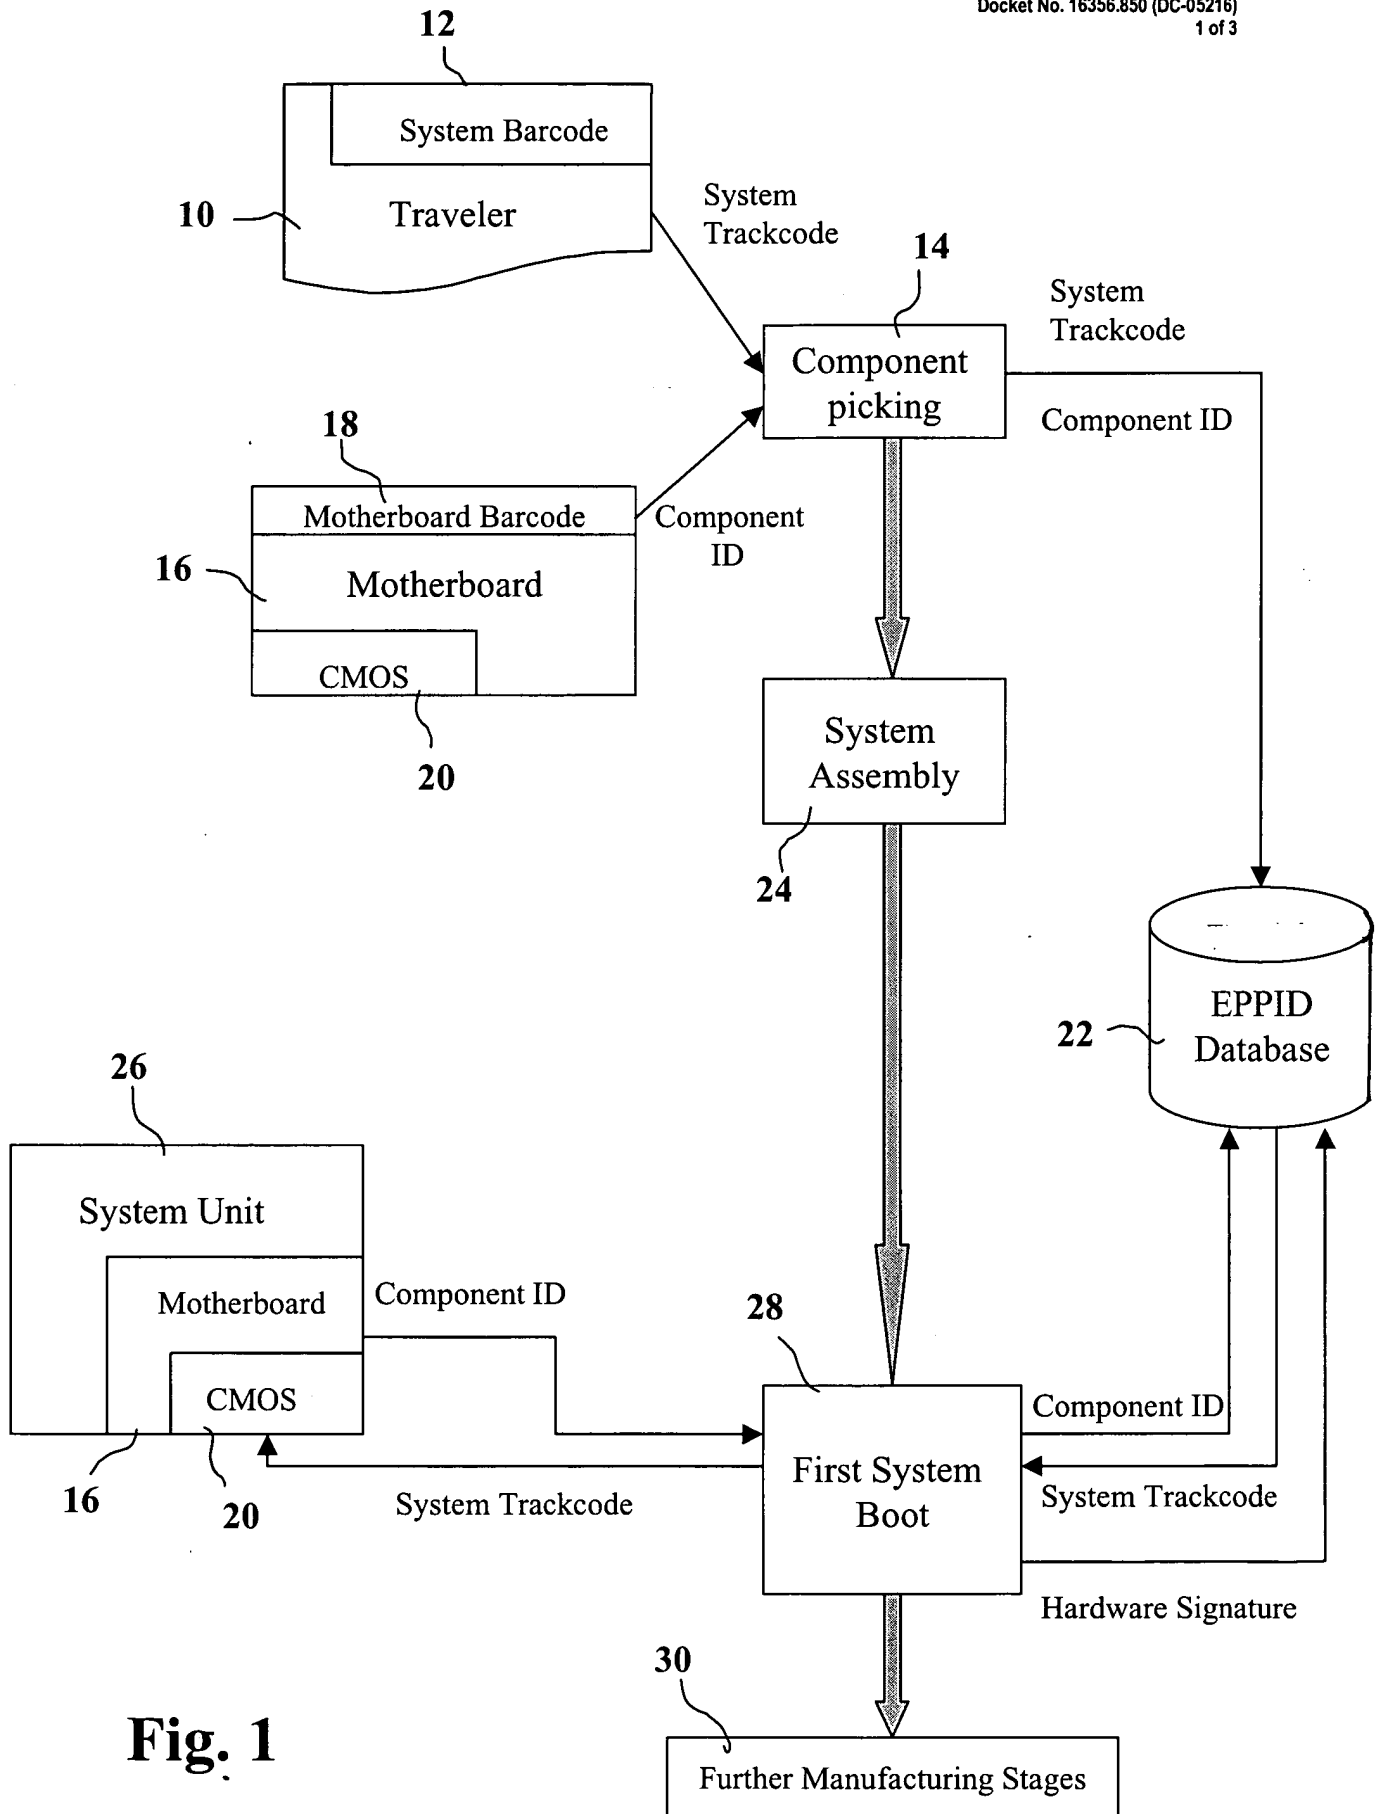 Docket No. 16356.850 (DC-05216)
1 of 3
12
System Barcode
10
Traveler
System
Trackcode
14
System
Trackcode
Component
picking
Component ID
18
Motherboard Barcode
Component
ID
16
Motherboard
CMOS
20
System
Assembly
24
EPPID
Database
22
26
System Unit
Motherboard
Component ID
28
CMOS
Component ID
First System
Boot
16
20
System Trackcode
System Trackcode
Hardware Signature
30
Fig. 1
Further Manufacturing Stages